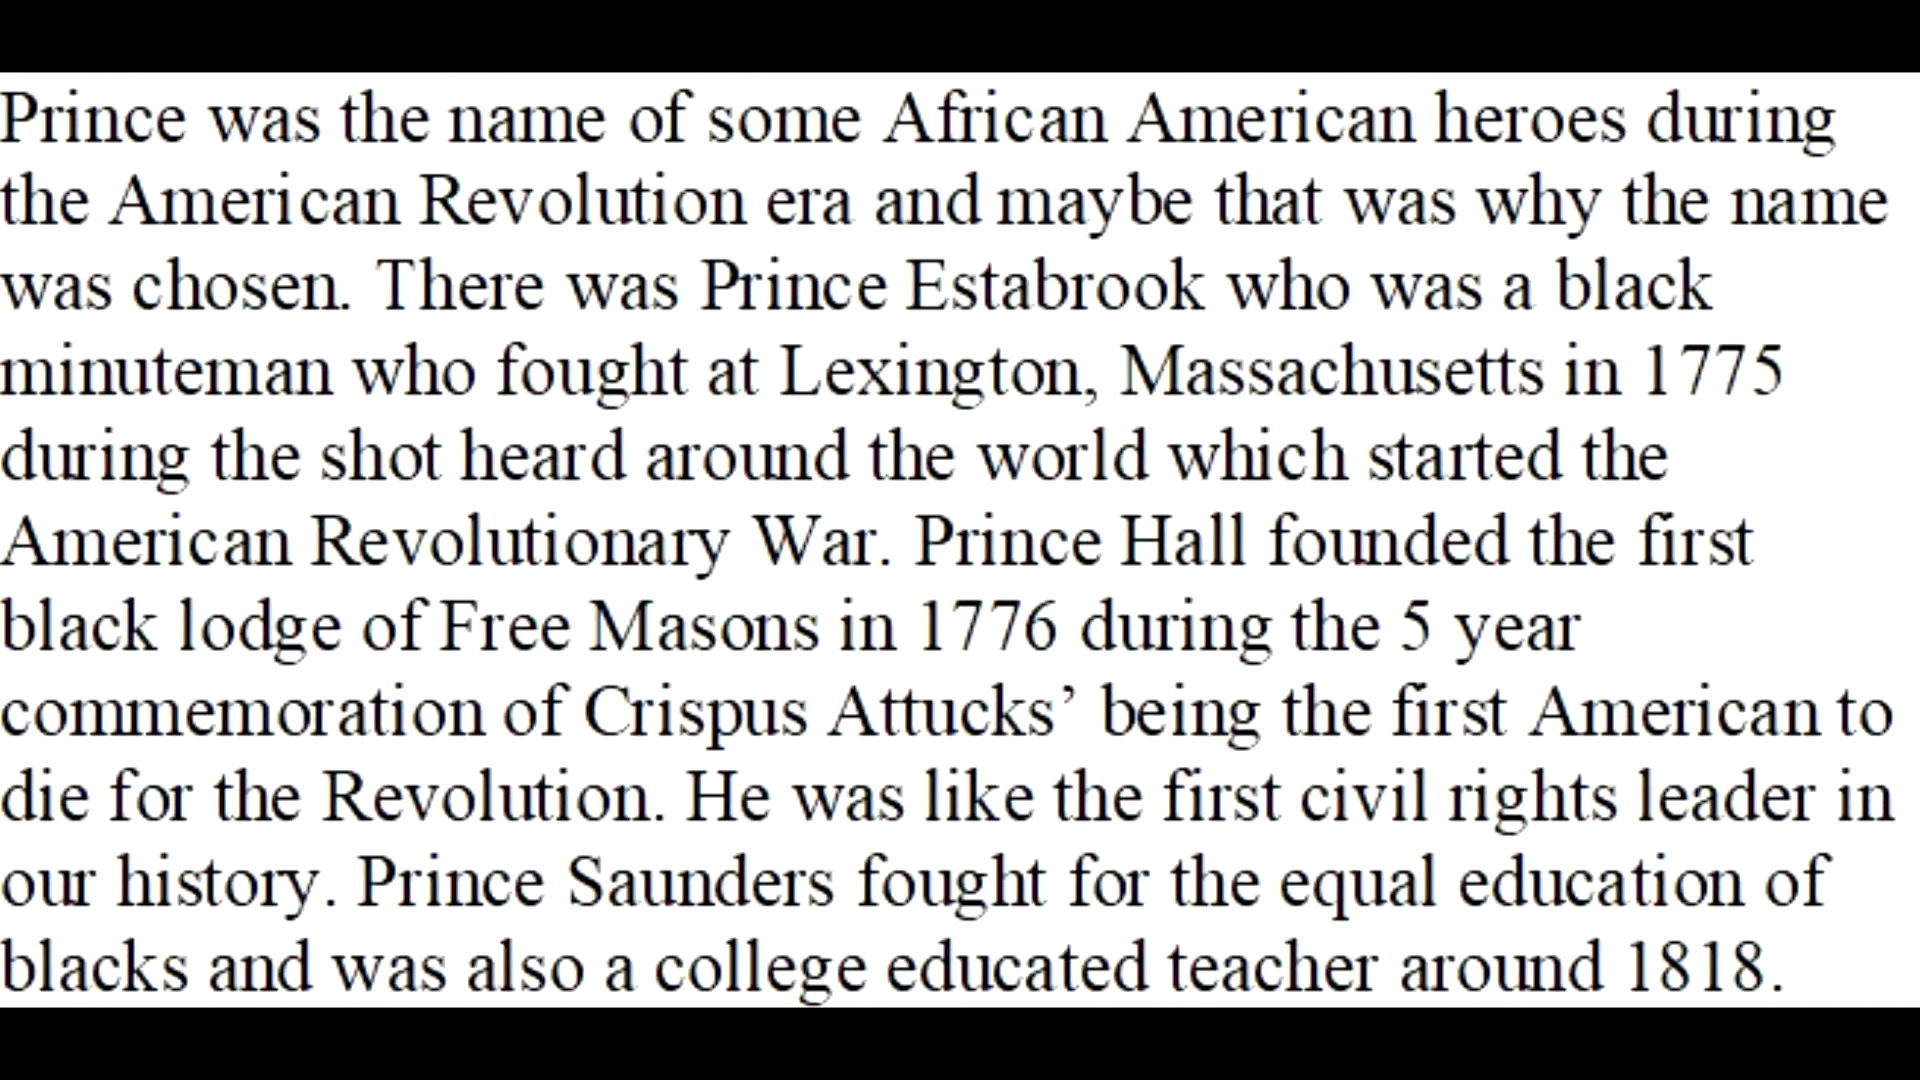 Prince was the name of some African American heroes during
the American Revolution era and maybe that was why the name
was chosen. There was Prince Estabrook who was a black
minuteman who fought at Lexington, Massachusetts in 1775
during the shot heard around the world which started the
American Revolutionary War. Prince Hall founded the first
black lodge of Free Masons in 1776 during the 5 year
commemoration of Crispus Attucks’ being the first American to
die for the Revolution. He was like the first civil rights leader in
our history. Prince Saunders fought for the equal education of
blacks and was also a college educated teacher around 1818.